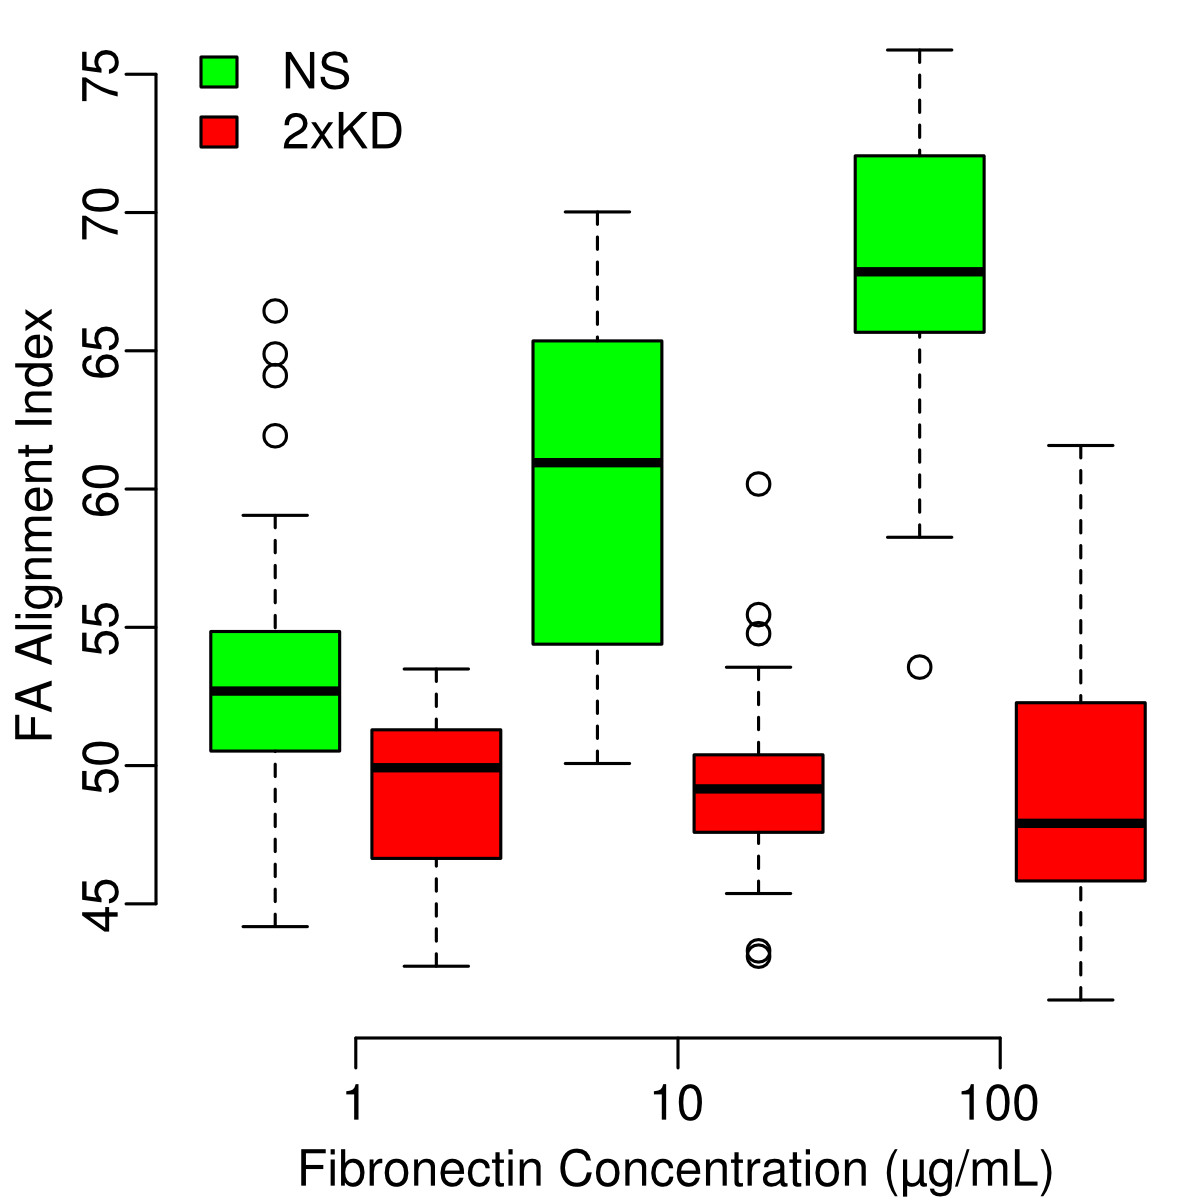 NS
2xKD
FA Alignment Index
75
70
65
60
55
50
45
1 10 100
Fibronectin Concentration (µg/mL)